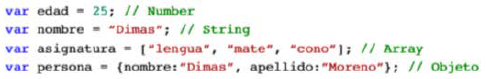 var edad = 25; // Number
var nombre = "Dimas"; // String
var asignatura = ["lengua", "mate", "cono"]; // Array
var persona = {nombre:"Dimas", apellido:"Moreno"}; // Objeto